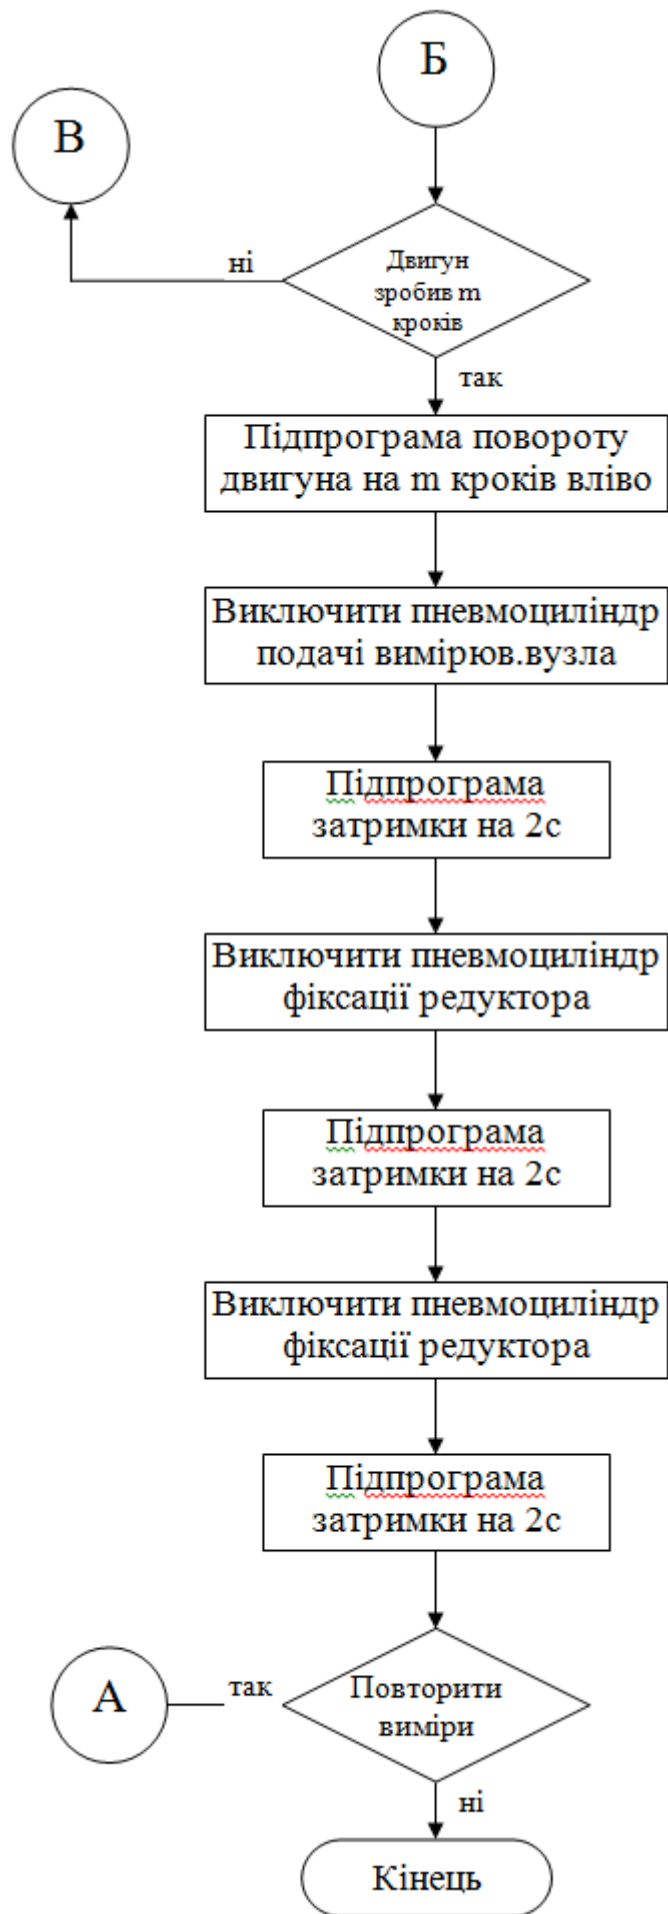 Б
В
ні
Двигун
зробив m
кроків
так
Підпрограма повороту
двигуна на m кроків вліво
Виключити пневмоциліндр
подачі вимірюв.вузла
Підпрограма
затримки на 2с
Виключити пневмоциліндр
фіксації редуктора
Підпрограма
затримки на 2с
Виключити пневмоциліндр
фіксації редуктора
Підпрограма
затримки на 2с
А
так
Повторити
виміри
ні
Кінець